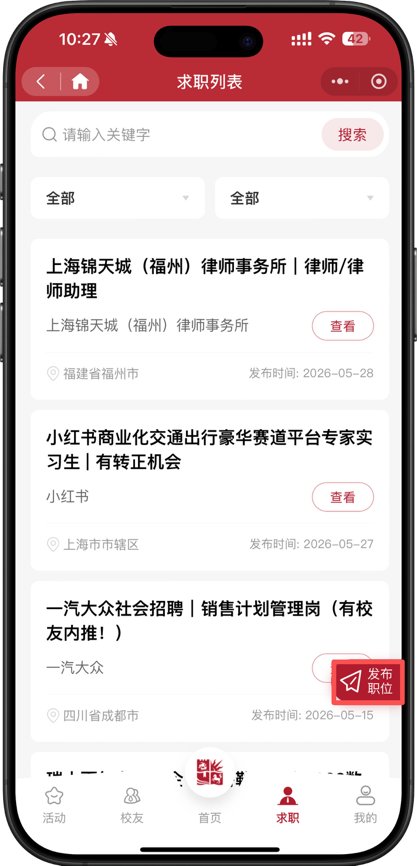 10:27
42
求职列表
请输入关键字
搜索
全部
全部
上海锦天城（福州）律师事务所｜律师/律
师助理
上海锦天城（福州）律师事务所
查看
福建省福州市
发布时间: 2026-05-28
小红书商业化交通出行豪华赛道平台专家实
习生 | 有转正机会
小红书
查看
上海市市辖区
发布时间: 2026-05-27
一汽大众社会招聘｜销售计划管理岗（有校
友内推！）
一汽大众
发布
职位
四川省成都市
发布时间: 2026-05-15
活动
校友
首页
求职
我的